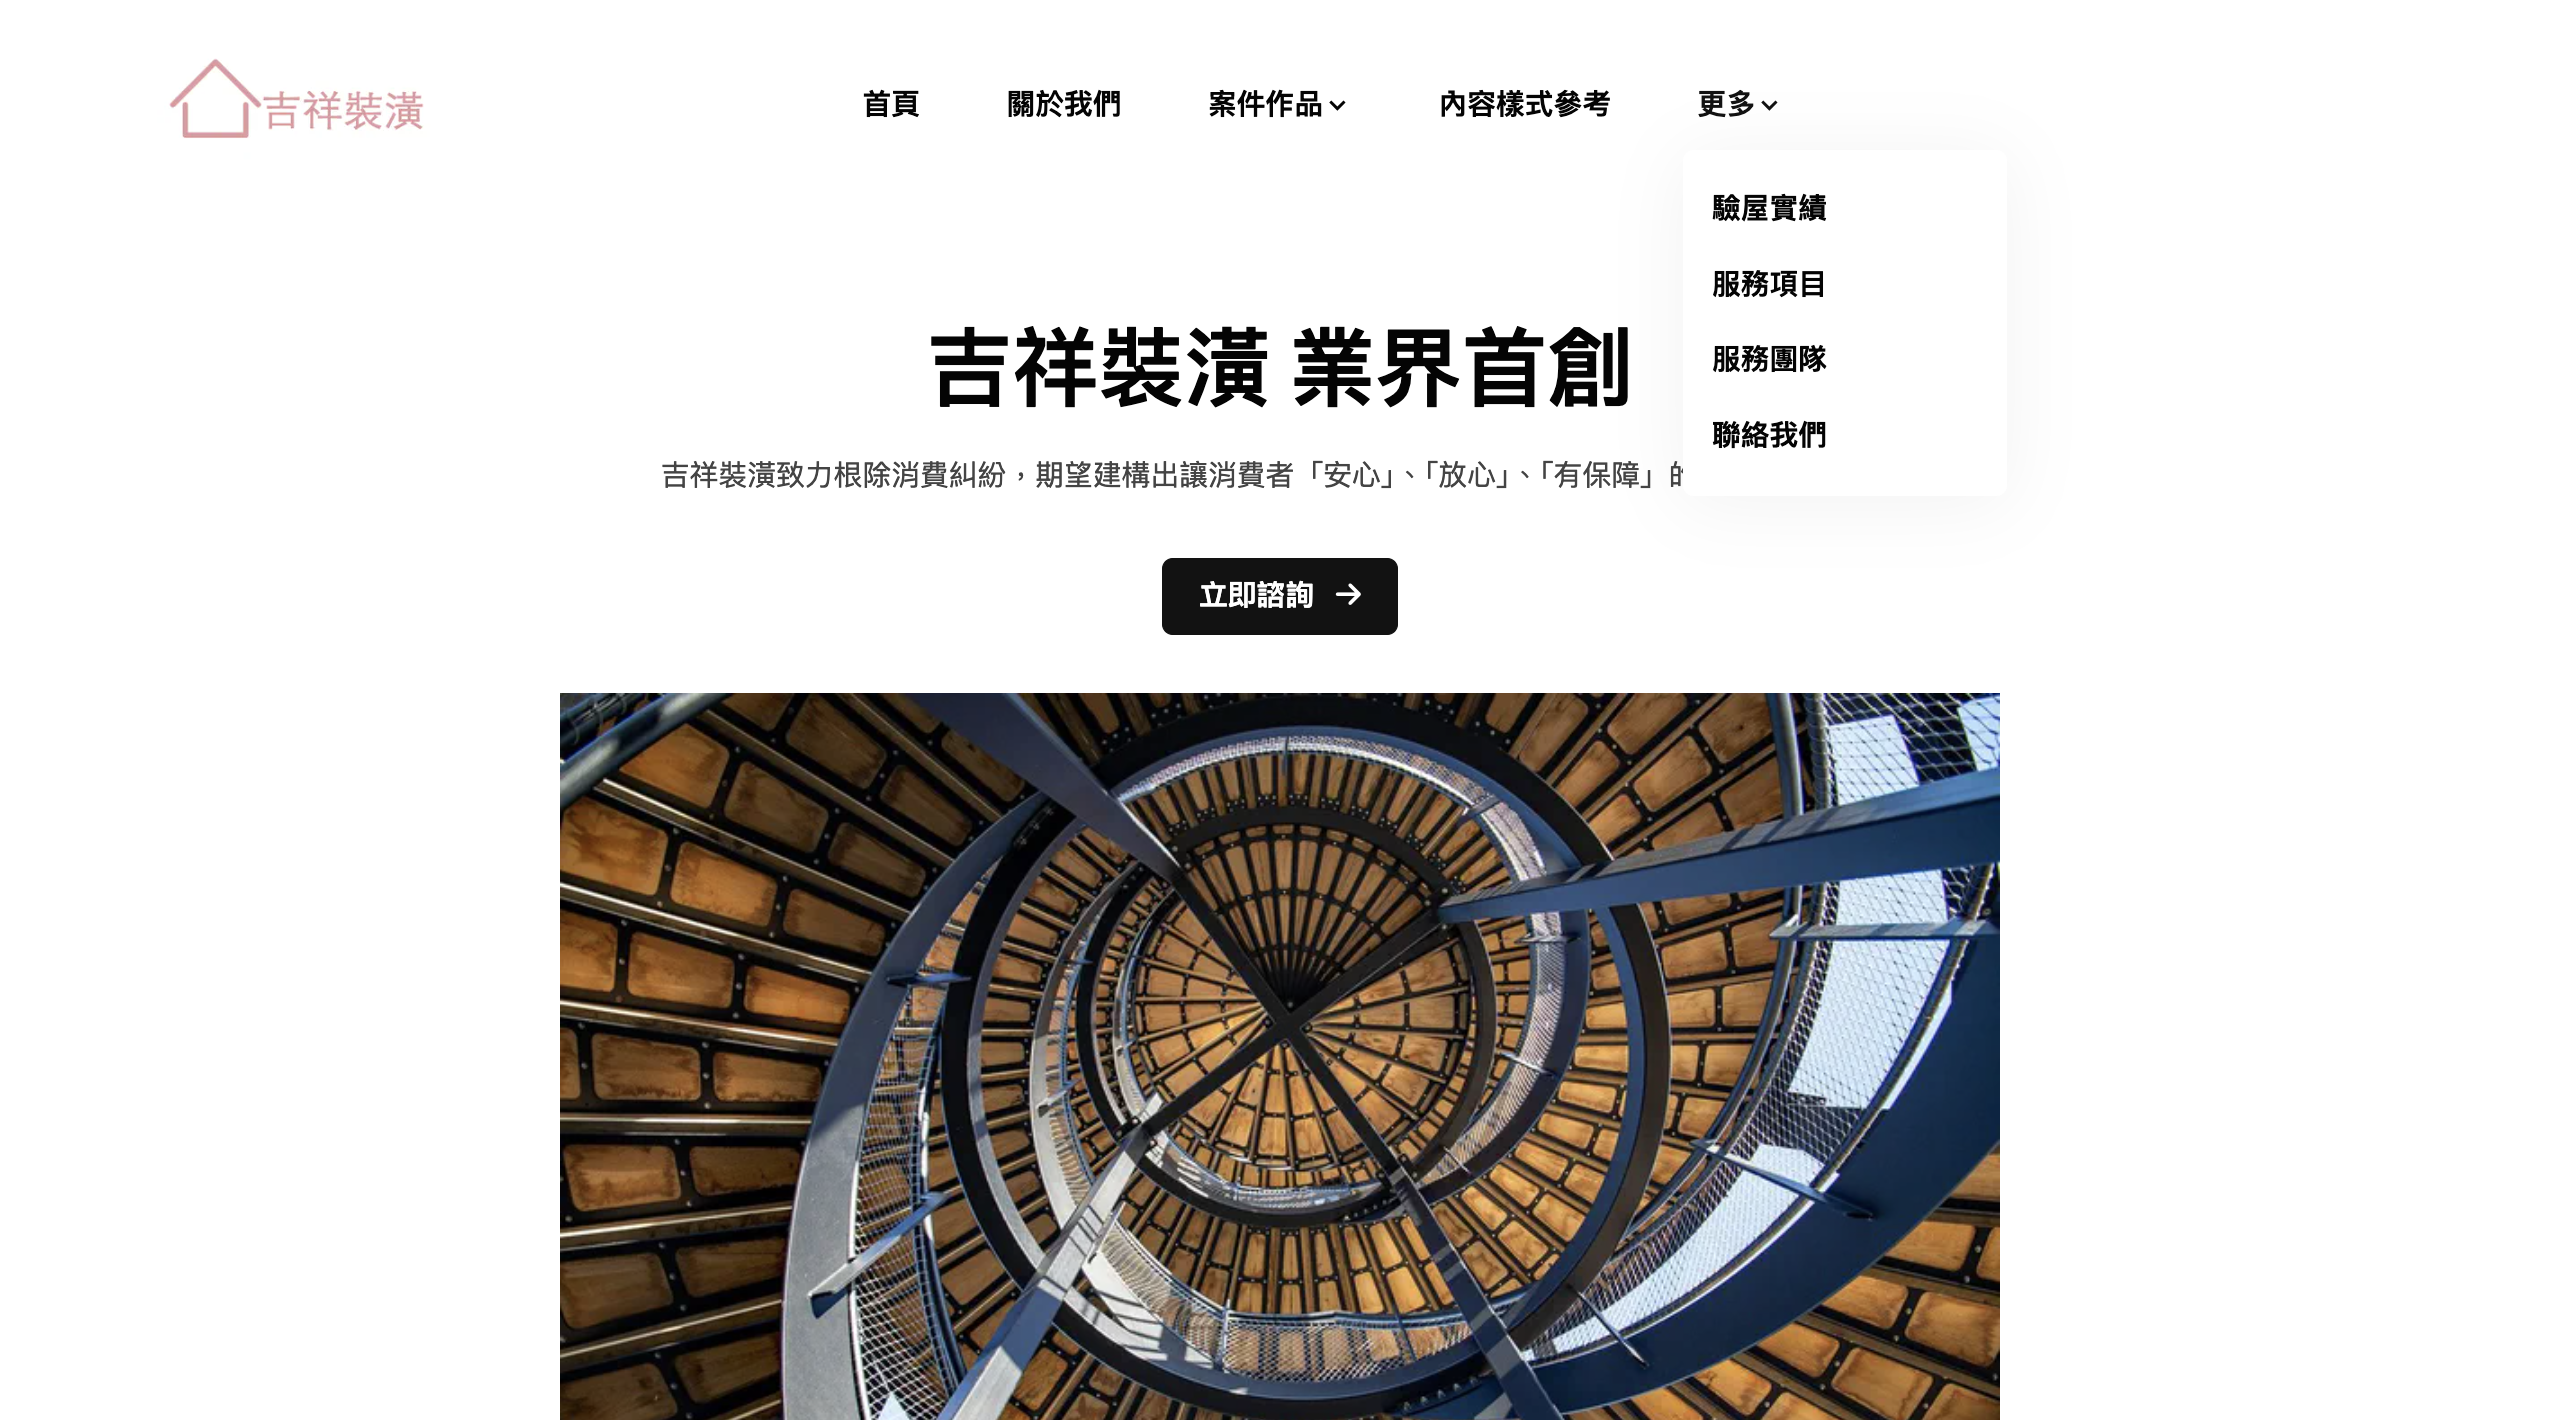 吉祥裝潢
首頁
關於我們
案件作品
內容樣式參考
更多
驗屋實績
服務項目
服務團隊
聯絡我們
吉祥裝潢 業界首創
吉祥裝潢致力根除消費糾紛，期望建構出讓消費者「安心」、「放心」、「有保障」
立即諮詢